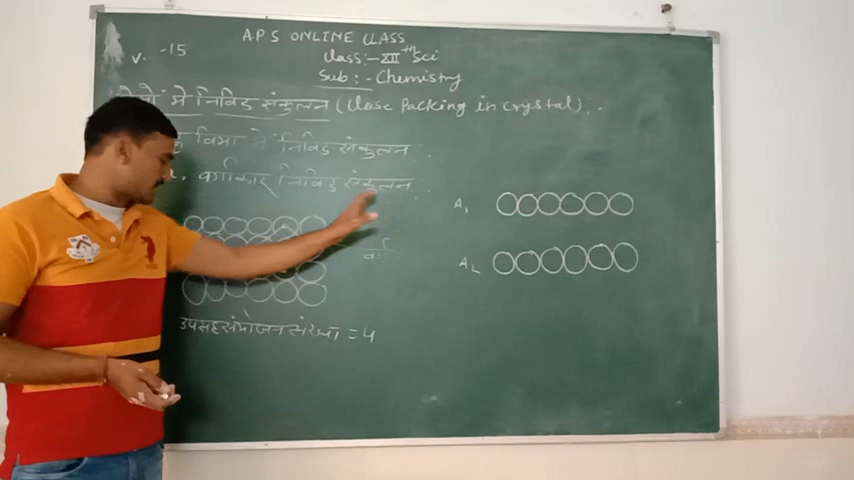 A.P.S ONLINE CLASS
V. -15
Class:-XII th Sci
Sub:-Chemistry
में निविड संकुलन (Close Packing in Crystal)..
विमा में निविड संकुलन..
वर्गाकार निविड संकुलन..
A1
वर्ग
A2
उपसहसंयोजन संख्या = 4